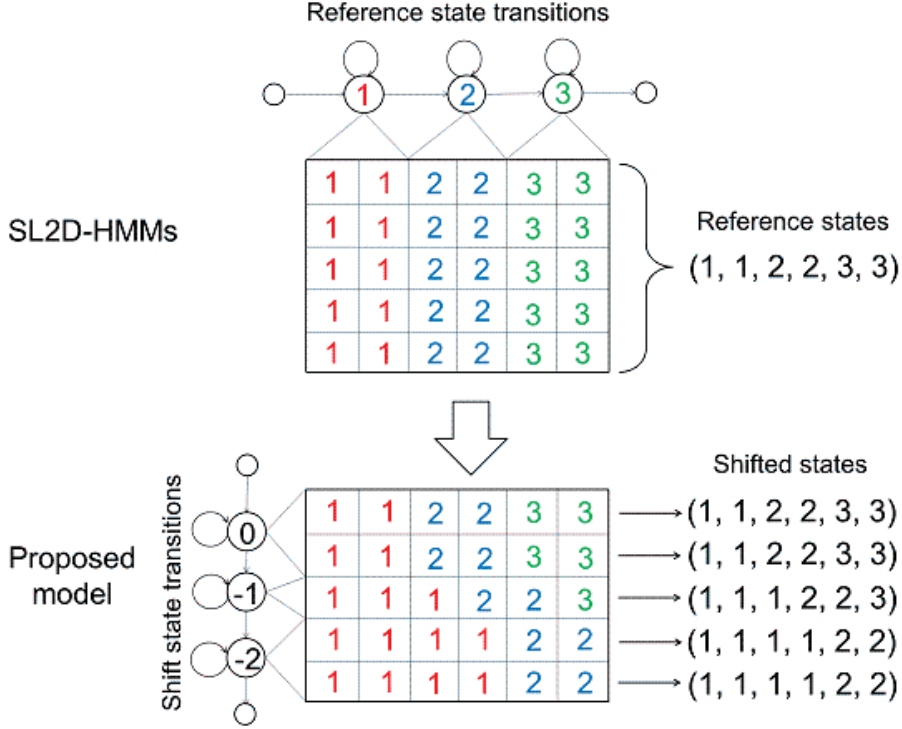 Reference state transitions
1 2 3
1 1 2 2 3 3
1 1 2 2 3 3
1 1 2 2 3 3
1 1 2 2 3 3
1 1 2 2 3 3
SL2D-HMMs
Reference states
(1, 1, 2, 2, 3, 3)
Proposed
model
Shift state transitions
0
-1
-2
Shifted states
1 1 2 2 3 3 (1, 1, 2, 2, 3, 3)
1 1 2 2 3 3 (1, 1, 2, 2, 3, 3)
1 1 1 2 2 3 (1, 1, 1, 2, 2, 3)
1 1 1 1 2 2 (1, 1, 1, 1, 2, 2)
1 1 1 1 2 2 (1, 1, 1, 1, 2, 2)